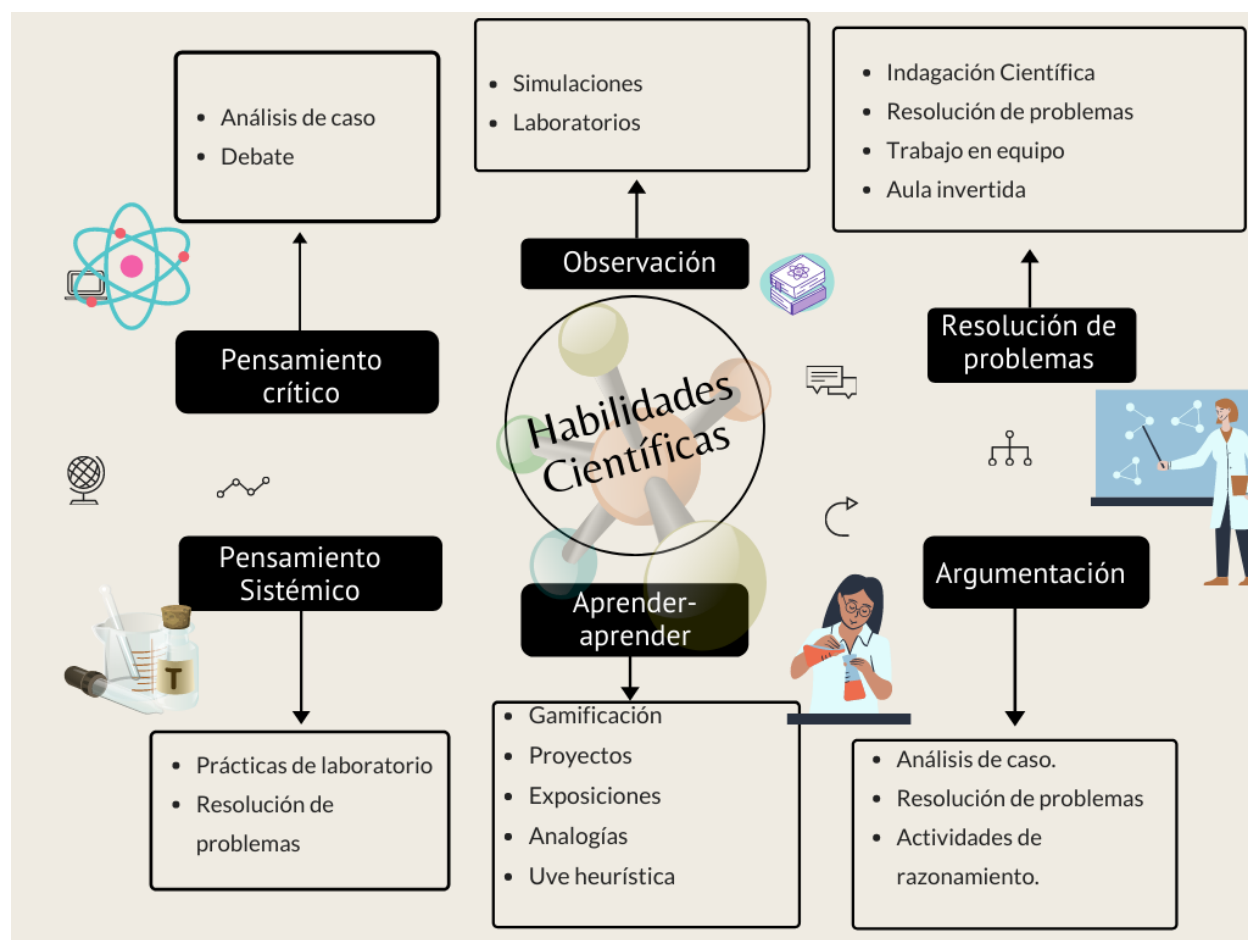 Análisis de caso
Debate
Pensamiento
crítico
Simulaciones
Laboratorios
Observación
Indagación Científica
Resolución de problemas
Trabajo en equipo
Aula invertida
Resolución de
problemas
Habilidades
Científicas
Pensamiento
Sistémico
Prácticas de laboratorio
Resolución de
problemas
Aprender-
aprender
Gamificación
Proyectos
Exposiciones
Analogías
Uve heurística
Argumentación
Análisis de caso.
Resolución de problemas
Actividades de
razonamiento.
T